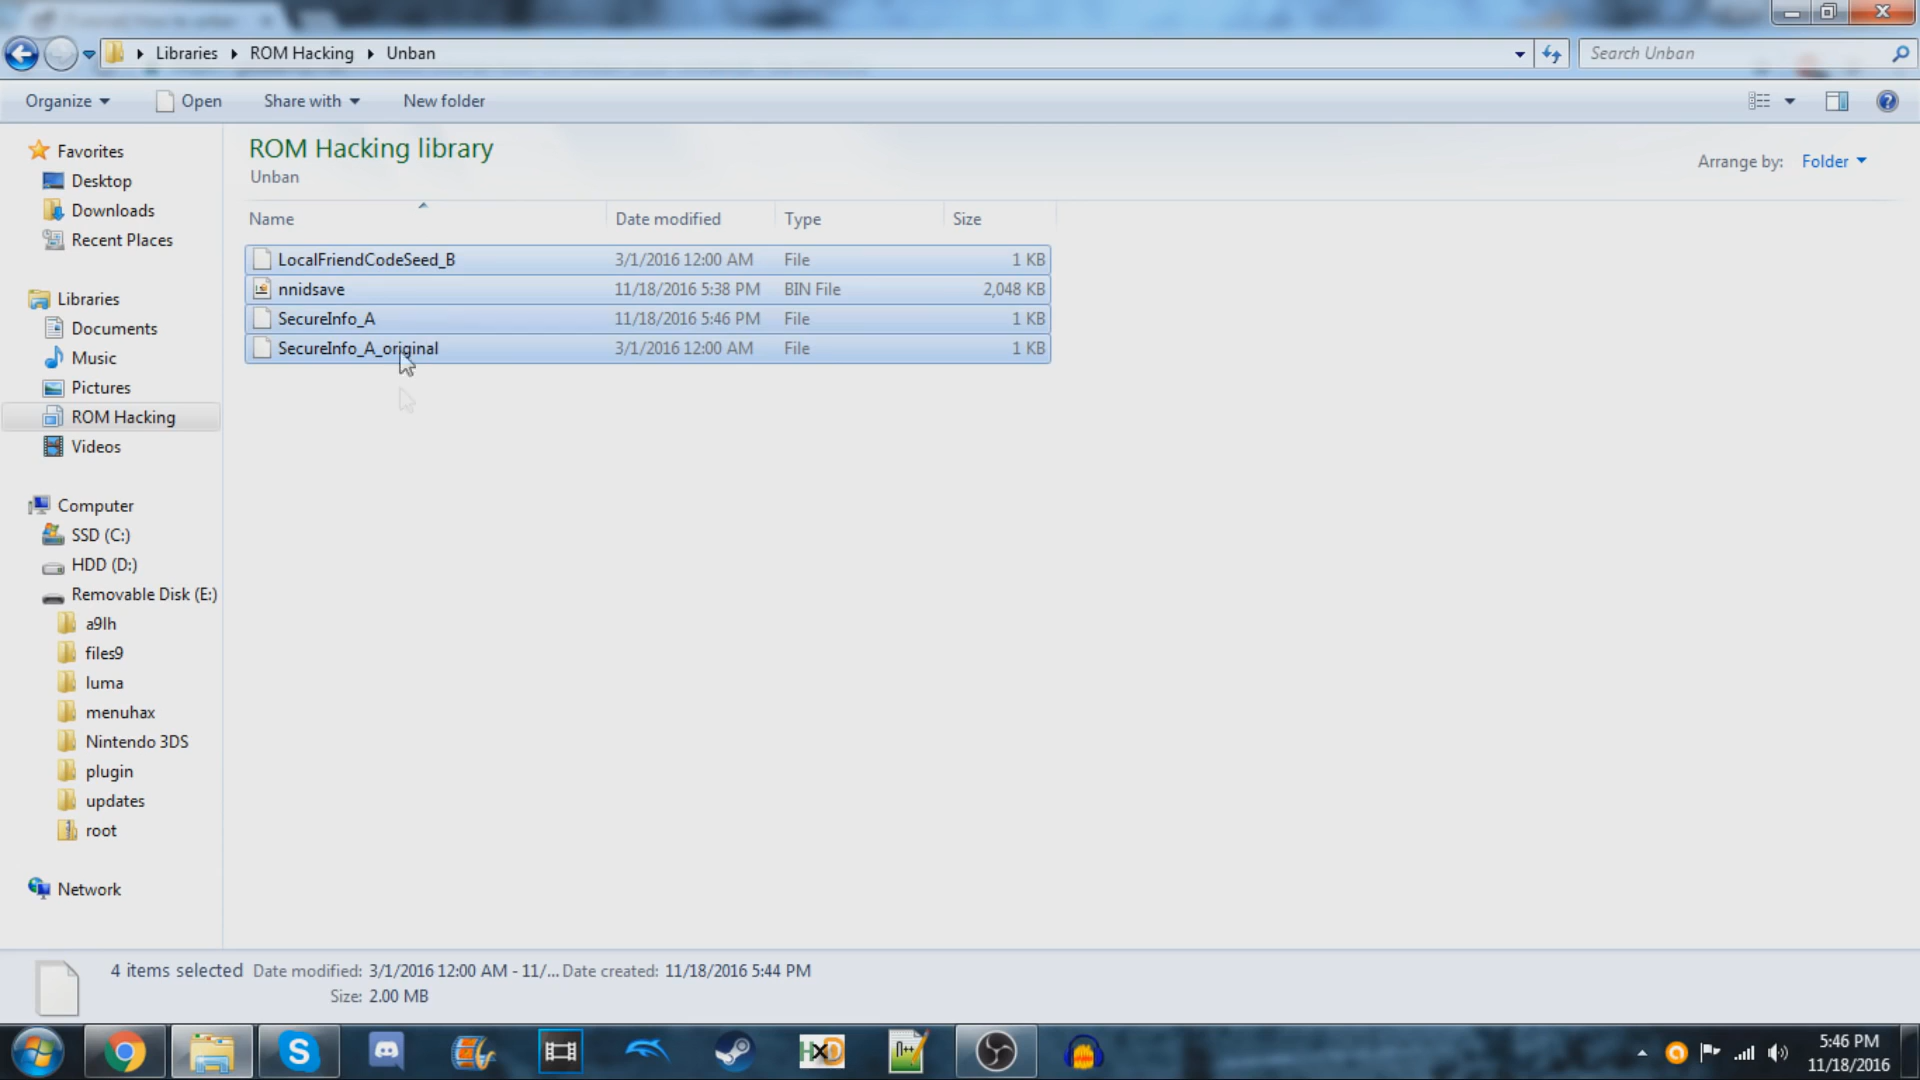 Libraries ▸ ROM Hacking ▸ Unban
Search Unban
Organize Open Share with New folder
Favorites
Desktop
Downloads
Recent Places
Libraries
Documents
Music
Pictures
ROM Hacking
Videos
Computer
SSD (C:)
HDD (D:)
Removable Disk (E:)
a9lh
files9
luma
menuhax
Nintendo 3DS
plugin
updates
root
Network
ROM Hacking library
Unban
Arrange by: Folder
Name Date modified Type Size
LocalFriendCodeSeed_B 3/1/2016 12:00 AM File 1 KB
nnidsave 11/18/2016 5:38 PM BIN File 2,048 KB
SecureInfo_A 11/18/2016 5:46 PM File 1 KB
SecureInfo_A_original 3/1/2016 12:00 AM File 1 KB
4 items selected Date modified: 3/1/2016 12:00 AM - 11/... Date created: 11/18/2016 5:44 PM
Size: 2.00 MB
HXD
n++
5:46 PM
11/18/2016